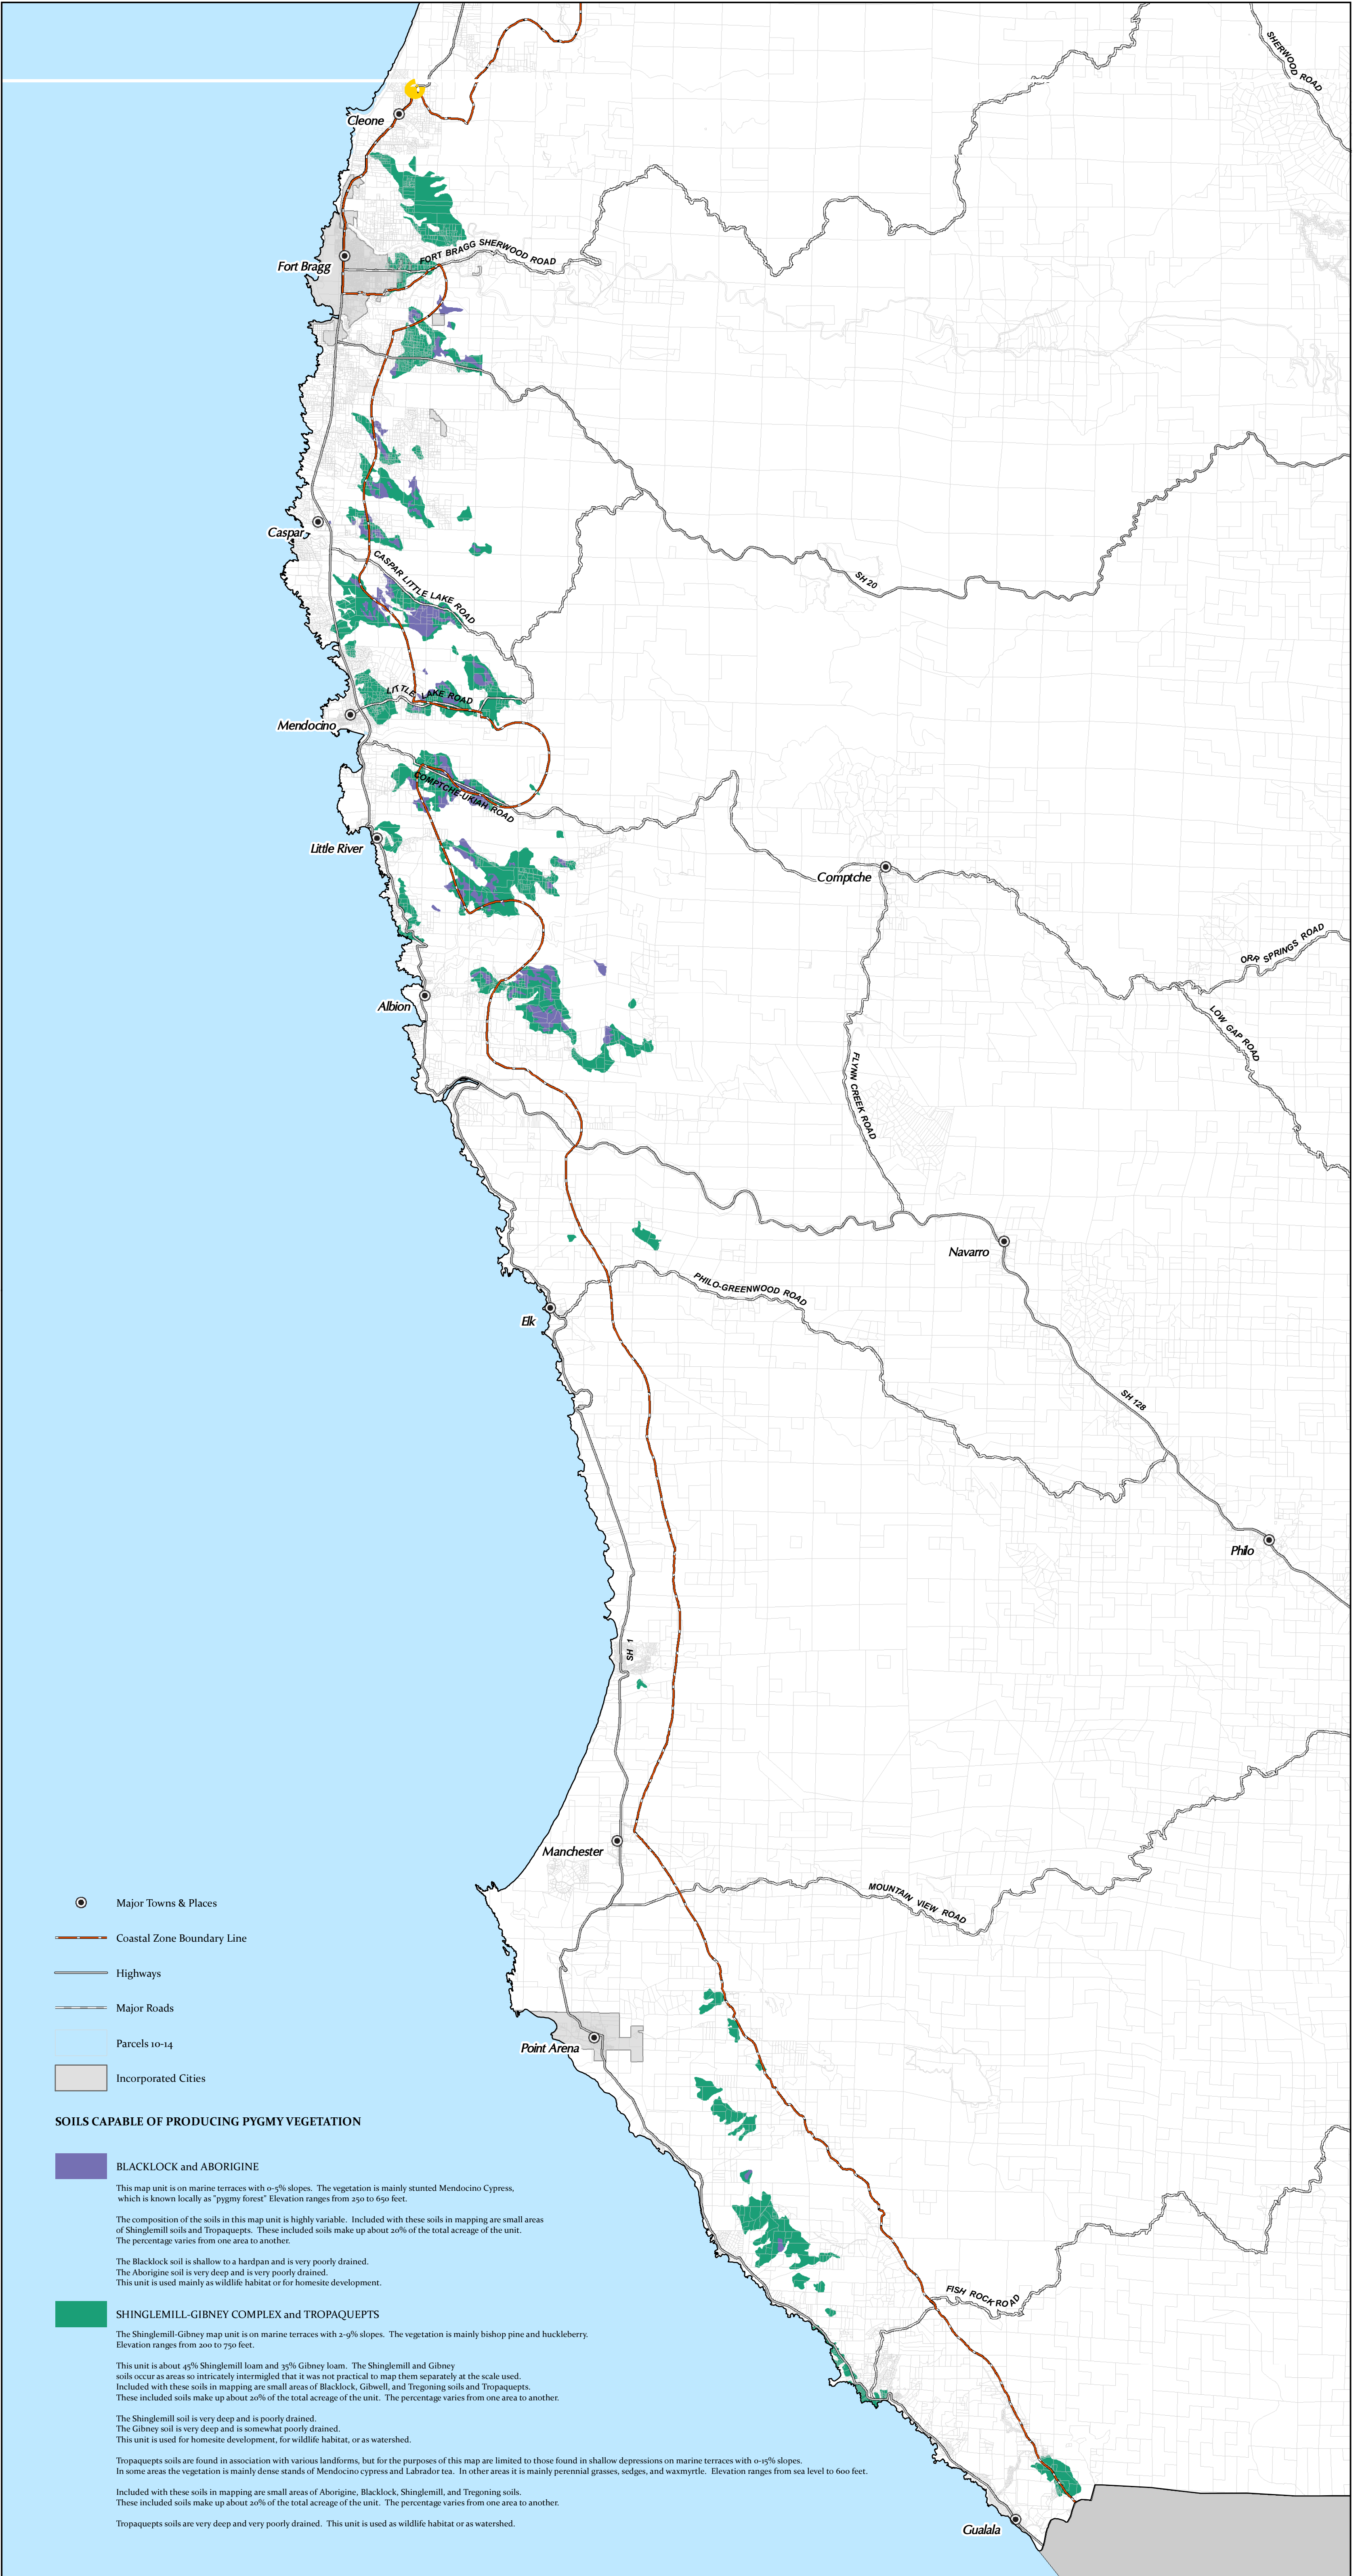 SHERWOOD ROAD
Cleone
FORT BRAGG SHERWOOD ROAD
Fort Bragg
Caspar
CASPAR LITTLE LAKE ROAD
SH 20
LITTLE LAKE ROAD
Mendocino
COMPTCHE-UKIAH ROAD
Little River
Comptche
ORR SPRINGS ROAD
Albion
LOW GAP ROAD
FLYNN CREEK ROAD
Navarro
PHILO-GREENWOOD ROAD
Elk
SH 128
Philo
SH 1
Manchester
MOUNTAIN VIEW ROAD
Point Arena
FISH ROCK ROAD
Gualala
Major Towns & Places
Coastal Zone Boundary Line
Highways
Major Roads
Parcels 10-14
Incorporated Cities
SOILS CAPABLE OF PRODUCING PYGMY VEGETATION
BLACKLOCK and ABORIGINE
This map unit is on marine terraces with 0-5% slopes. The vegetation is mainly stunted Mendocino Cypress,
which is known locally as "pygmy forest" Elevation ranges from 250 to 650 feet.
The composition of the soils in this map unit is highly variable. Included with these soils in mapping are small areas
of Shinglemill soils and Tropaquepts. These included soils make up about 20% of the total acreage of the unit.
The percentage varies from one area to another.
The Blacklock soil is shallow to a hardpan and is very poorly drained.
The Aborigine soil is very deep and is very poorly drained.
This unit is used mainly as wildlife habitat or for homesite development.
SHINGLEMILL-GIBNEY COMPLEX and TROPAQUEPTS
The Shinglemill-Gibney map unit is on marine terraces with 2-9% slopes. The vegetation is mainly bishop pine and huckleberry.
Elevation ranges from 200 to 750 feet.
This unit is about 45% Shinglemill loam and 35% Gibney loam. The Shinglemill and Gibney
soils occur as areas so intricately intermigled that it was not practical to map them separately at the scale used.
Included with these soils in mapping are small areas of Blacklock, Gibwell, and Tregoning soils and Tropaquepts.
These included soils make up about 20% of the total acreage of the unit. The percentage varies from one area to another.
The Shinglemill soil is very deep and is poorly drained.
The Gibney soil is very deep and is somewhat poorly drained.
This unit is used for homesite development, for wildlife habitat, or as watershed.
Tropaquepts soils are found in association with various landforms, but for the purposes of this map are limited to those found in shallow depressions on marine terraces with 0-15% slopes.
In some areas the vegetation is mainly dense stands of Mendocino cypress and Labrador tea. In other areas it is mainly perennial grasses, sedges, and waxmyrtle. Elevation ranges from sea level to 600 feet.
Included with these soils in mapping are small areas of Aborigine, Blacklock, Shinglemill, and Tregoning soils.
These included soils make up about 20% of the total acreage of the unit. The percentage varies from one area to another.
Tropaquepts soils are very deep and very poorly drained. This unit is used as wildlife habitat or as watershed.